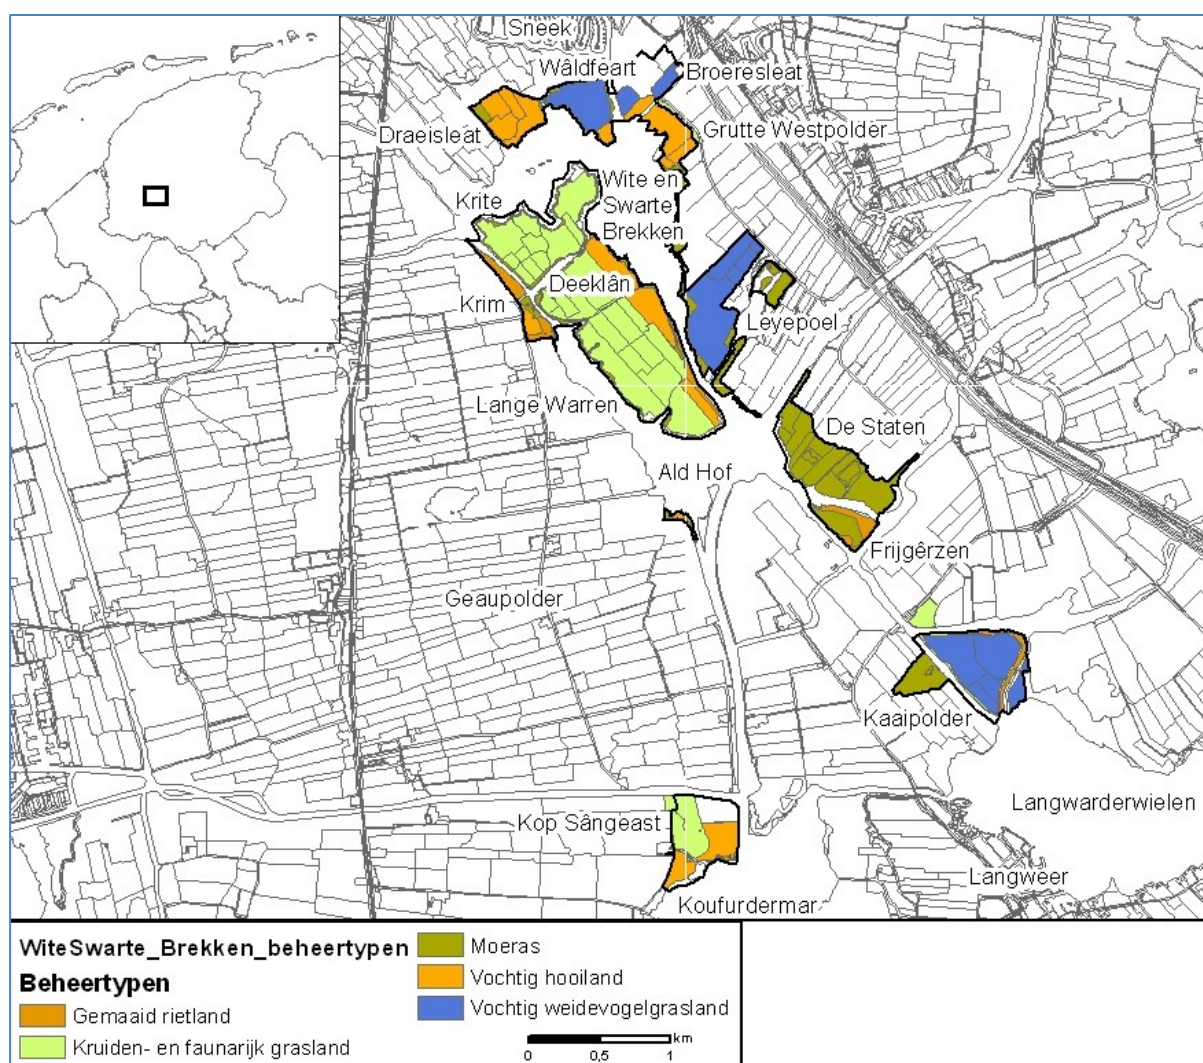 Sneek
Wâldfeart
Broeresleat
Draeisleat
Grutte Westpolder
Wite en
Swarte
Brekken
Krite
Deeklân
Krim
Leyepoel
Lange Warren
De Staten
Ald Hof
Frijgêrzen
Geaupolder
Kaaipolder
Langwarderwielen
Kop Sângeast
Langweer
Koufurdermar
WiteSwarte_Brekken_beheertypen
Beheertypen
Gemaaid rietland
Kruiden- en faunarijk grasland
Moeras
Vochtig hooiland
Vochtig weidevogelgrasland
km
0 0,5 1